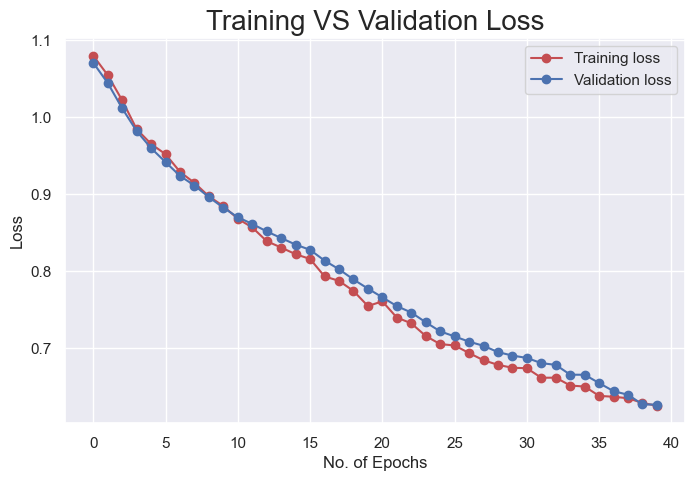 Training VS Validation Loss
Training loss
Validation loss
1.1
1.0
0.9
0.8
0.7
Loss
0 5 10 15 20 25 30 35 40
No. of Epochs